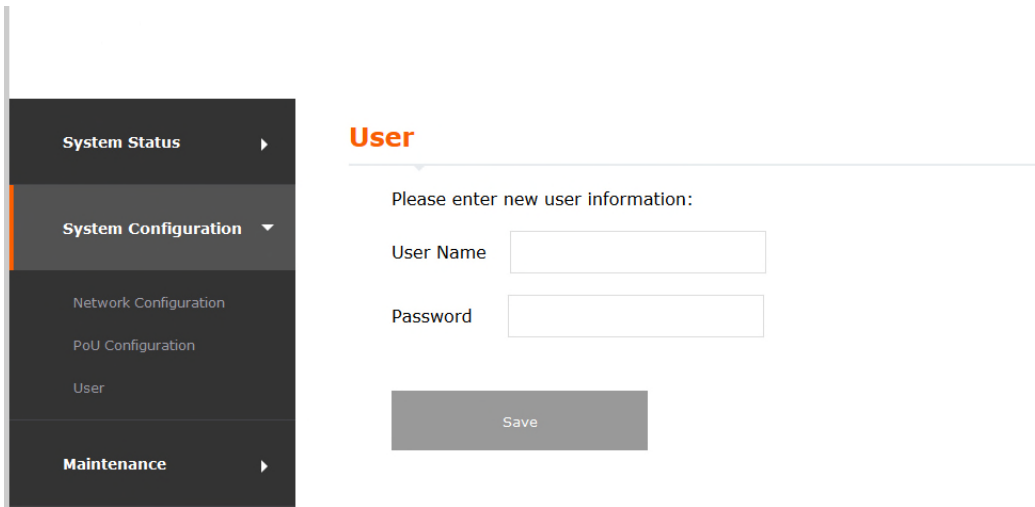 System Status
System Configuration
Network Configuration
PoU Configuration
User
Maintenance
User
Please enter new user information:
User Name
Password
Save